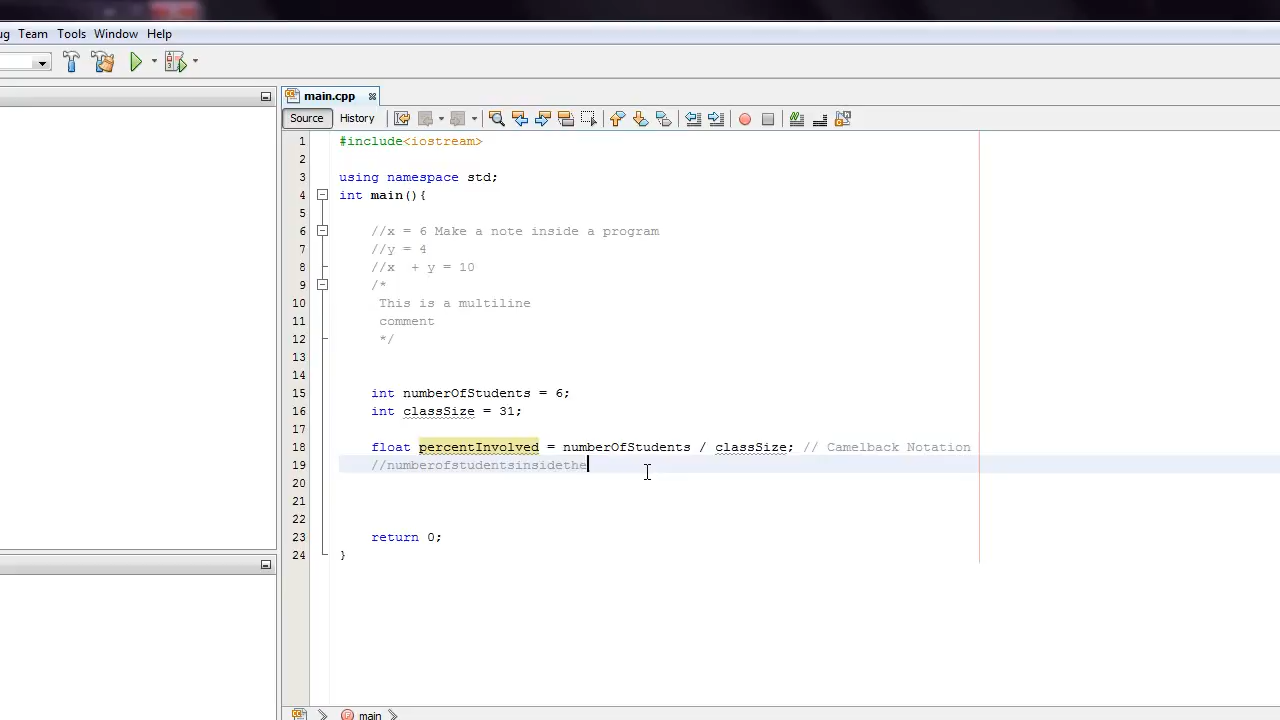 ug Team Tools Window Help
main.cpp
Source History
1 #include<iostream>
2
3 using namespace std;
4 int main(){
5
6 //x = 6 Make a note inside a program
7 //y = 4
8 //x  + y = 10
9 /*
10 This is a multiline
11 comment
12 */
13
14
15 int numberOfStudents = 6;
16 int classSize = 31;
17
18 float percentInvolved = numberOfStudents / classSize; // Camelback Notation
19 //numberofstudentsinsidethe
20
21
22
23 return 0;
24 }
main